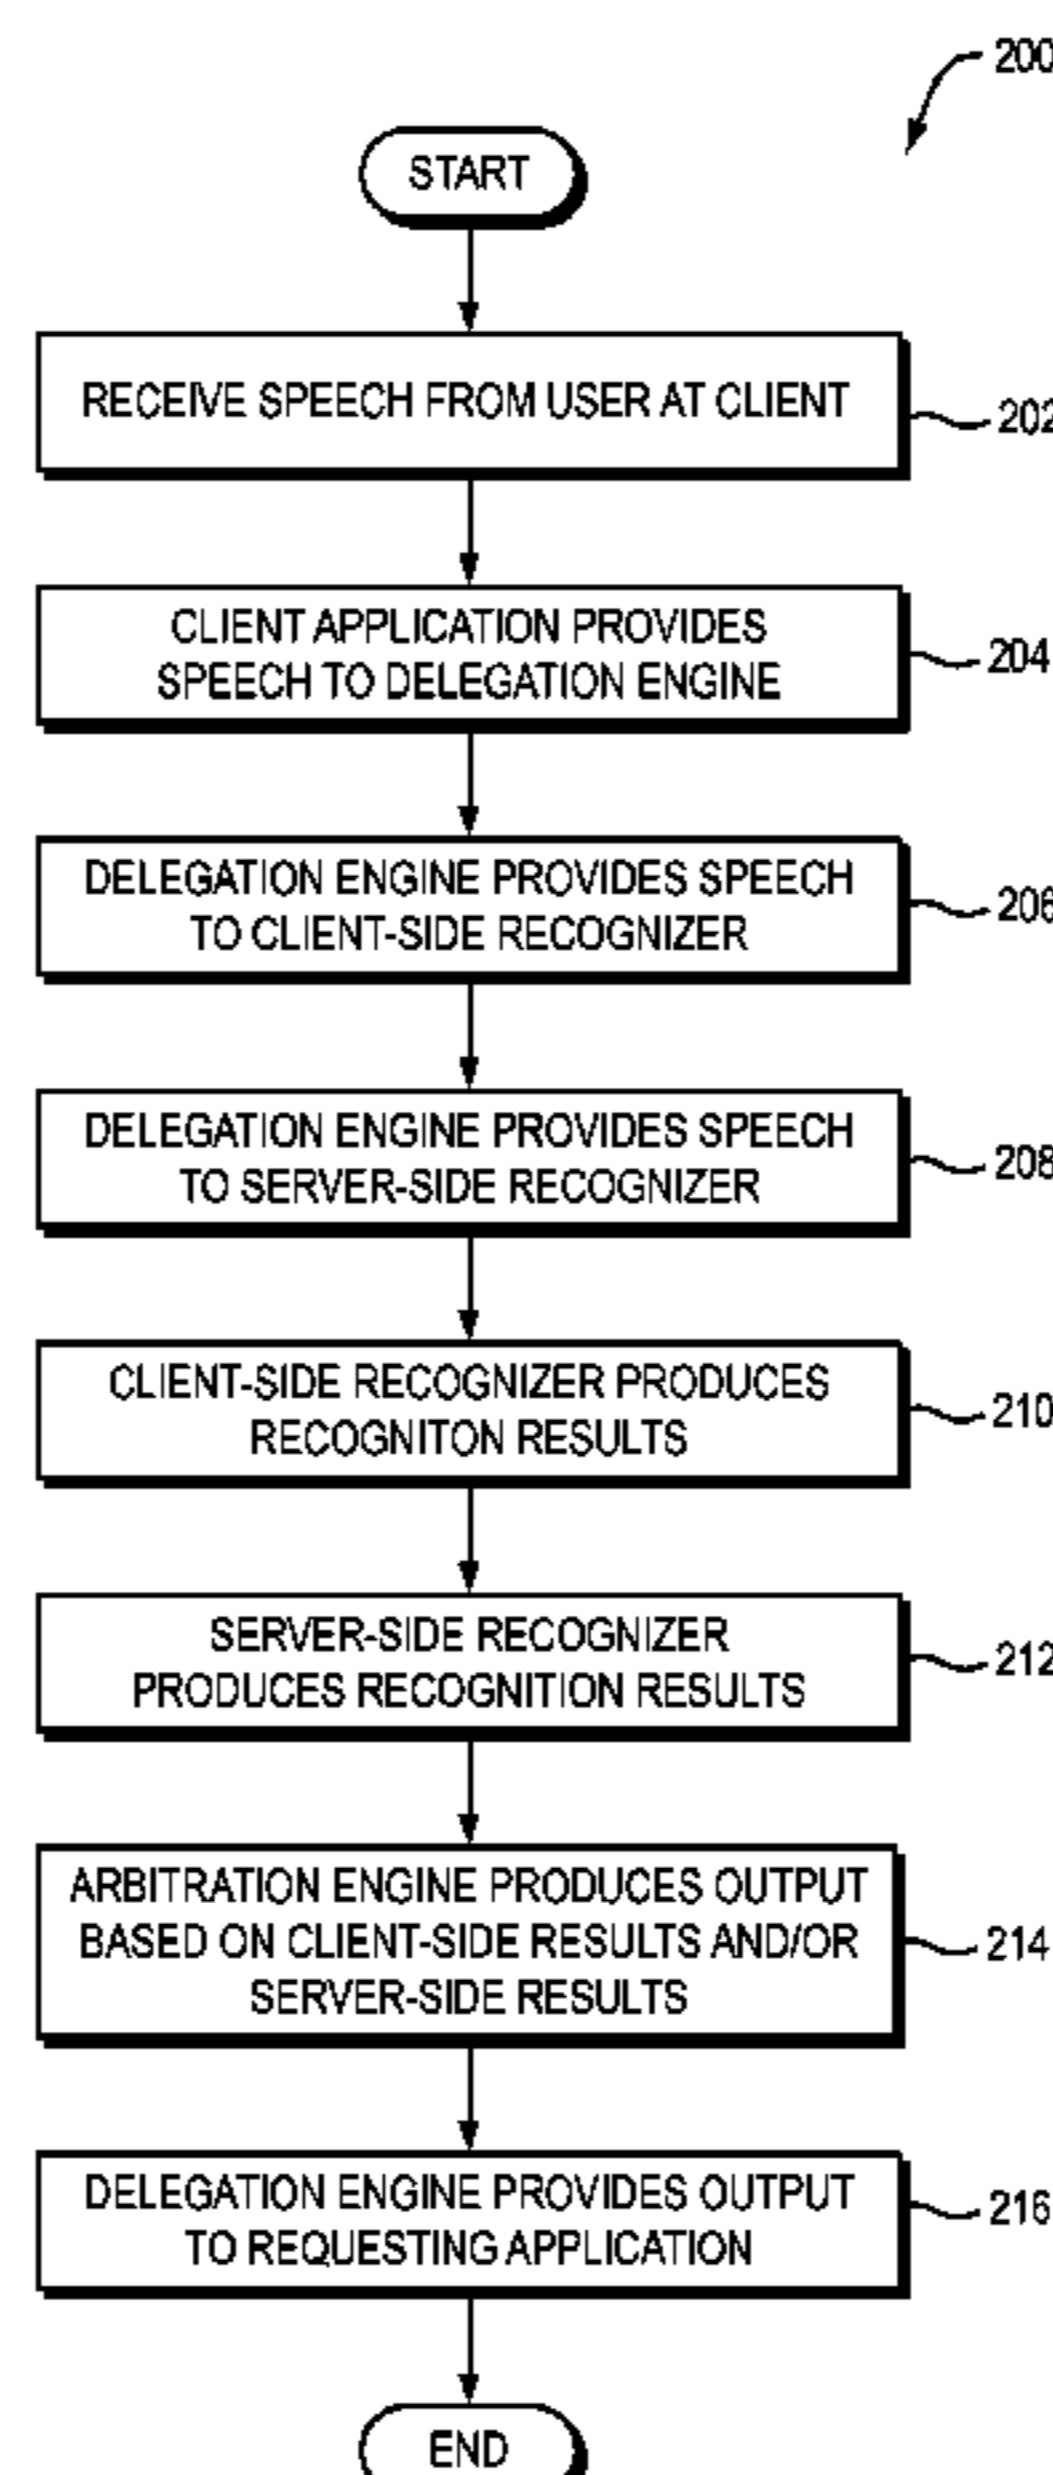 200
START
RECEIVE SPEECH FROM USER AT CLIENT
202
CLIENT APPLICATION PROVIDES
SPEECH TO DELEGATION ENGINE
204
DELEGATION ENGINE PROVIDES SPEECH
TO CLIENT-SIDE RECOGNIZER
206
DELEGATION ENGINE PROVIDES SPEECH
TO SERVER-SIDE RECOGNIZER
208
CLIENT-SIDE RECOGNIZER PRODUCES
RECOGNITON RESULTS
210
SERVER-SIDE RECOGNIZER
PRODUCES RECOGNITION RESULTS
212
ARBITRATION ENGINE PRODUCES OUTPUT
BASED ON CLIENT-SIDE RESULTS AND/OR
SERVER-SIDE RESULTS
214
DELEGATION ENGINE PROVIDES OUTPUT
TO REQUESTING APPLICATION
216
END